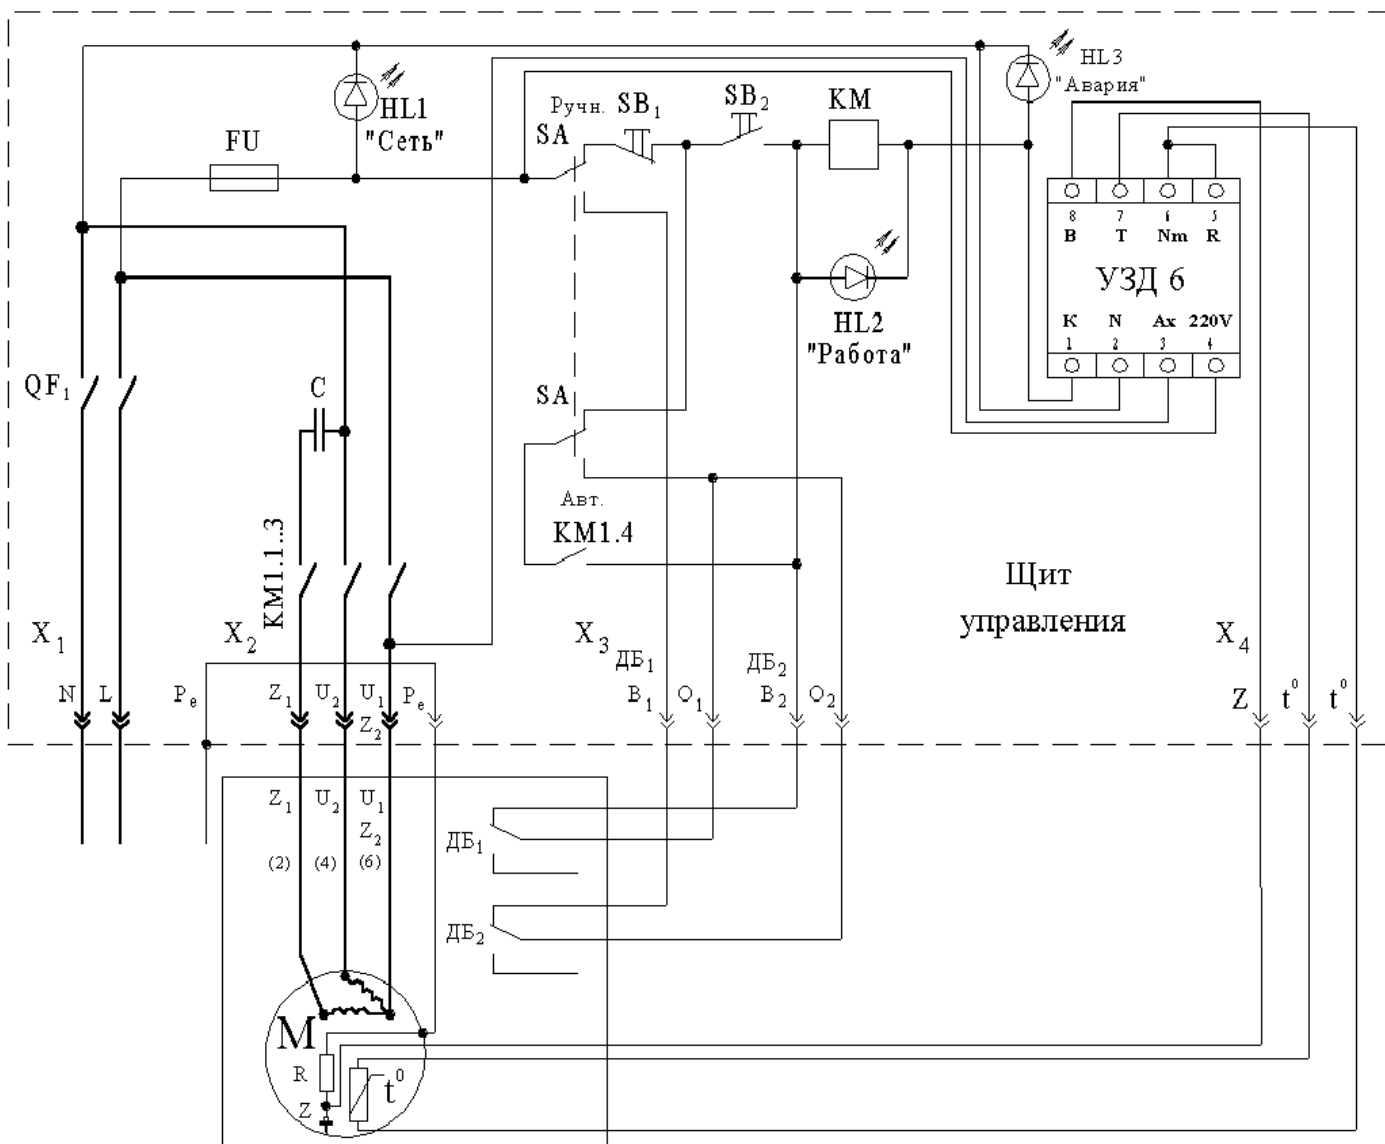 HL1
"Сеть"
FU
Ручн.
SA
SB1
SB2
KM
HL3
"Авария"
8 7 6 5
B T Nm R
УЗД 6
K N Ax 220V
1 2 3 4
HL2
"Работа"
QF1
C
SA
Авт.
KM1.4
KM1.1..3
Щит
управления
X1
X2
X3
X4
ДБ1
ДБ2
N L Pe Z1 U2 U1 Pe B1 O1 B2 O2 Z t0 t0
Z2
Z1 U2 U1
Z2
(2) (4) (6)
ДБ1
ДБ2
M
R
t0
Z